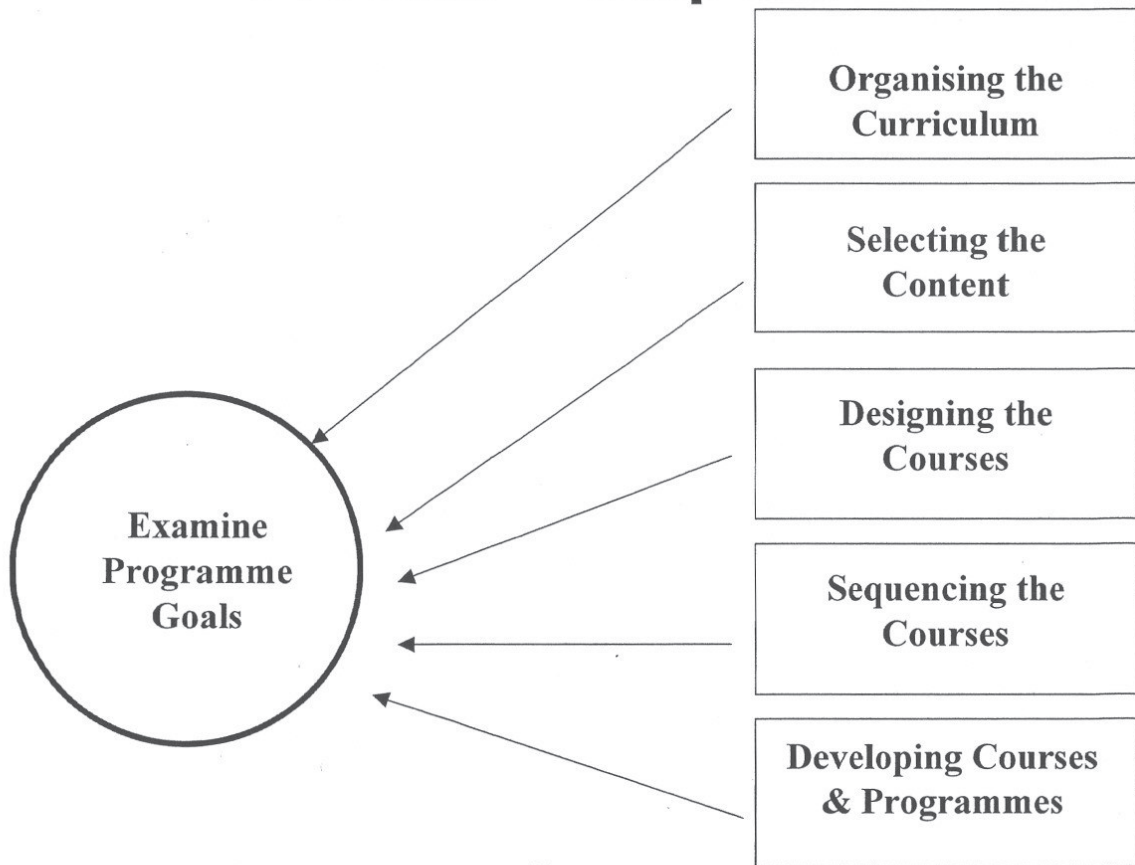 Examine
Programme
Goals
Organising the
Curriculum
Selecting the
Content
Designing the
Courses
Sequencing the
Courses
Developing Courses
& Programmes